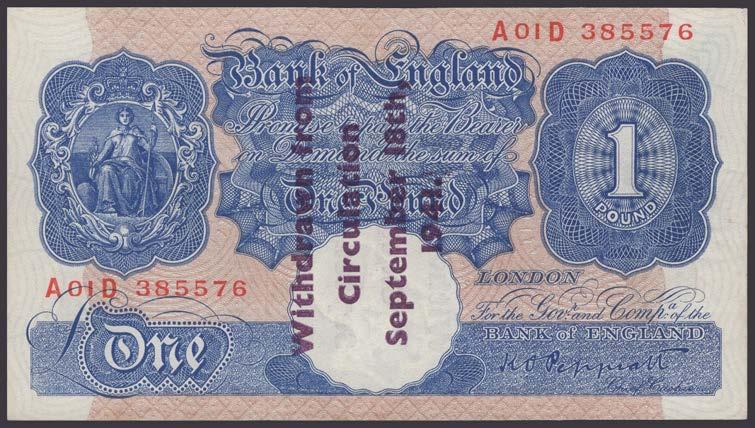 A01D 385576
Bank of England
Promise to pay the Bearer
on Demand the sum of
One Pound
1
POUND
Withdrawn from
Circulation
September 18th,
1941.
A01D 385576
LONDON
For the Govr. and Compa. of the
BANK of ENGLAND
K O Peppiatt
Chief Cashier
One